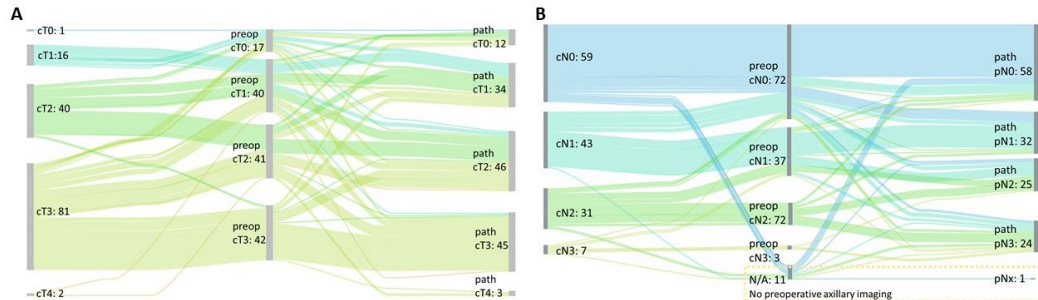 A
cT0: 1
cT1:16
cT2: 40
cT3: 81
cT4: 2
preop
cT0: 17
preop
cT1: 40
preop
cT2: 41
preop
cT3: 42
path
cT0: 12
path
cT1: 34
path
cT2: 46
path
cT3: 45
path
cT4: 3
B
cN0: 59
cN1: 43
cN2: 31
cN3: 7
preop
cN0: 72
preop
cN1: 37
preop
cN2: 72
preop
cN3: 3
N/A: 11
No preoperative axillary imaging
path
pN0: 58
path
pN1: 32
path
pN2: 25
path
pN3: 24
pNx: 1